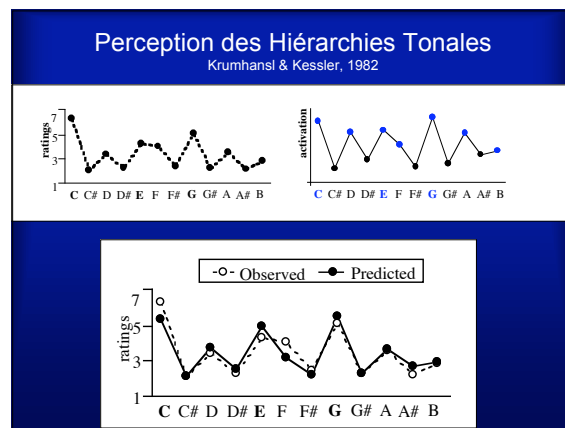 Perception des Hiérarchies Tonales
Krumhansl & Kessler, 1982
ratings
7
5
3
1
C C# D D# E F F# G G# A A# B
activation
C C# D D# E F F# G G# A A# B
Observed Predicted
ratings
7
5
3
1
C C# D D# E F F# G G# A A# B